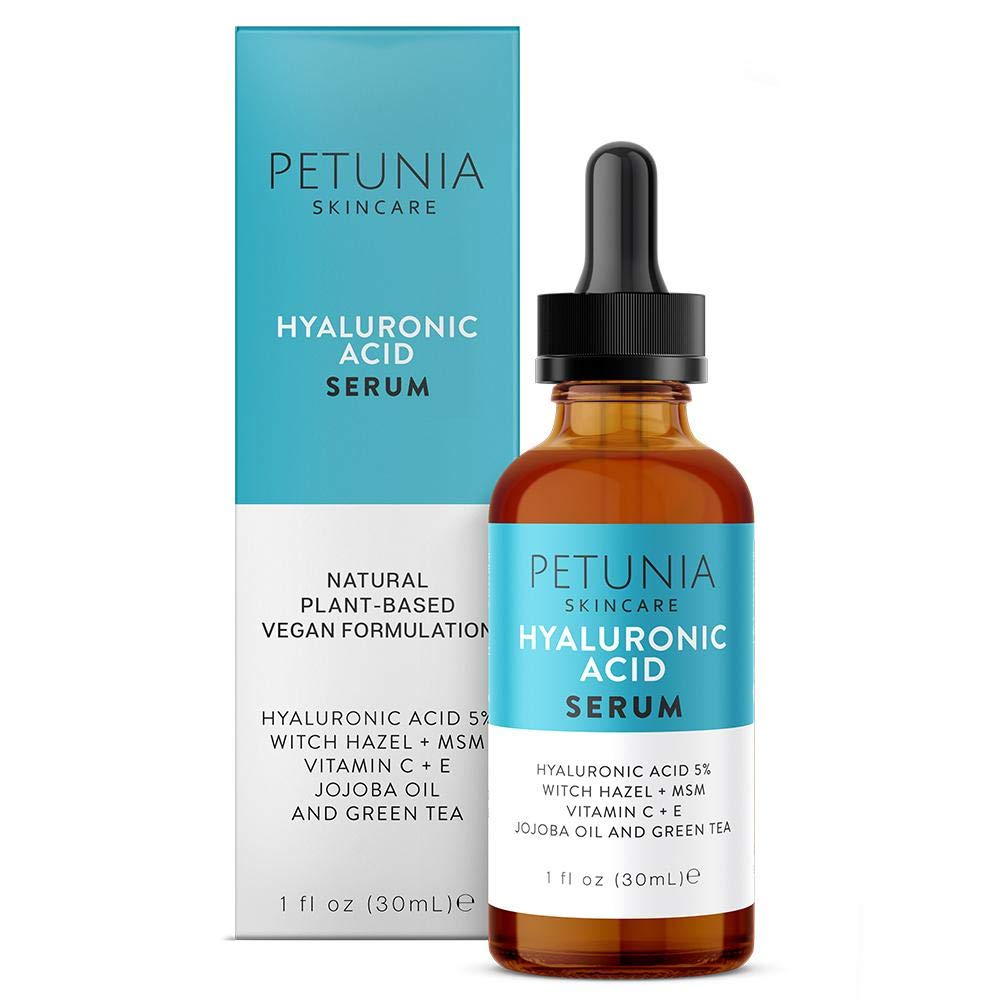 PETUNIA
SKINCARE
HYALURONIC
ACID
SERUM
NATURAL
PLANT-BASED
VEGAN FORMULATION
HYALURONIC ACID 5%
WITCH HAZEL + MSM
VITAMIN C + E
JOJOBA OIL
AND GREEN TEA
1 fl oz (30mL) ℮
PETUNIA
SKINCARE
HYALURONIC
ACID
SERUM
HYALURONIC ACID 5%
WITCH HAZEL + MSM
VITAMIN C + E
JOJOBA OIL AND GREEN TEA
1 fl oz (30mL) ℮